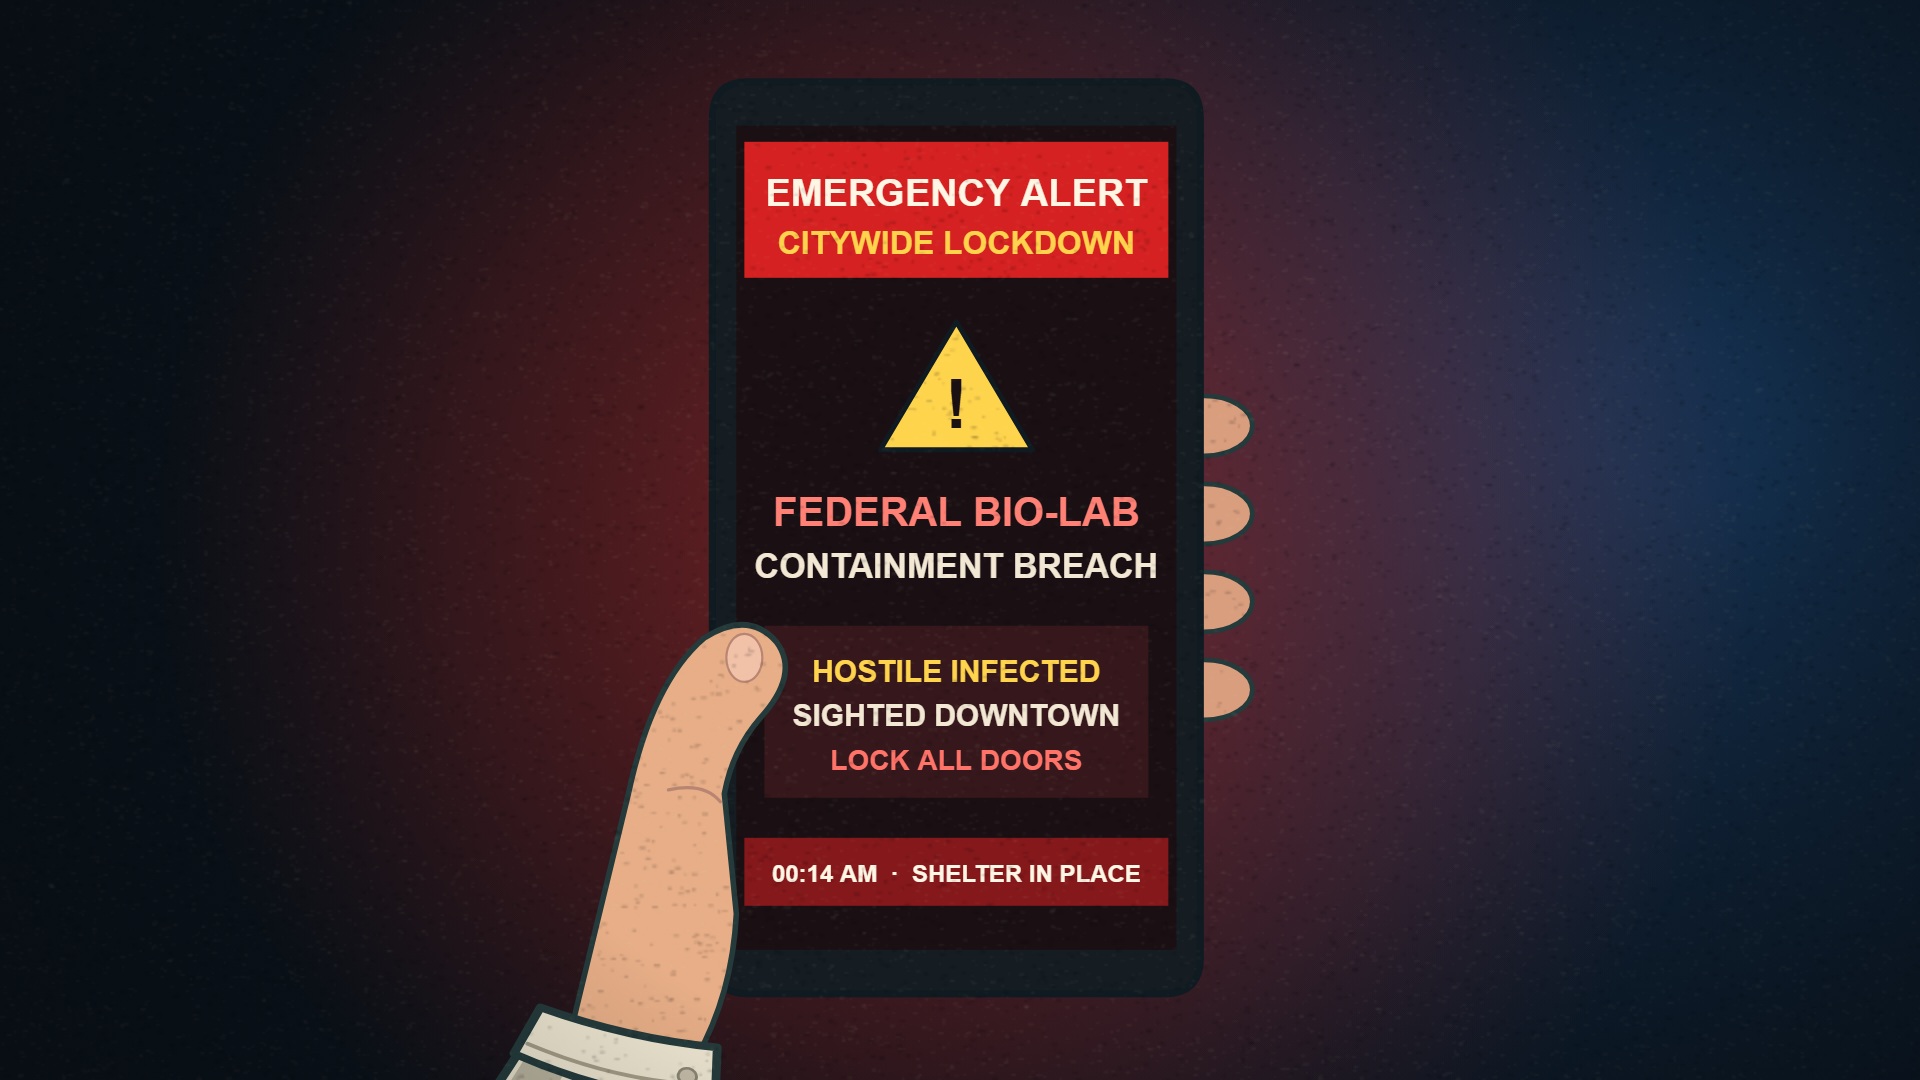 EMERGENCY ALERT
CITYWIDE LOCKDOWN
!
FEDERAL BIO-LAB
CONTAINMENT BREACH
HOSTILE INFECTED
SIGHTED DOWNTOWN
LOCK ALL DOORS
00:14 AM · SHELTER IN PLACE